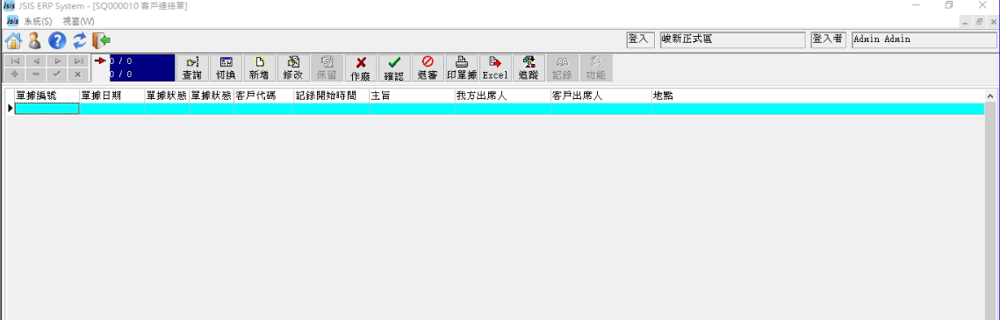 jsis JSIS ERP System - [SQ000010 客戶連絡單]
jsis 系統(S) 視窗(W)
登入 峻新正式區 登入者 Admin Admin
0 / 0
0 / 0
查詢 切換 新增 修改 保留 作廢 確認 退審 印單據 Excel 追蹤 記錄 功能
單據編號 單據日期 單據狀態 單據狀態 客戶代碼 記錄開始時間 主旨 我方出席人 客戶出席人 地點